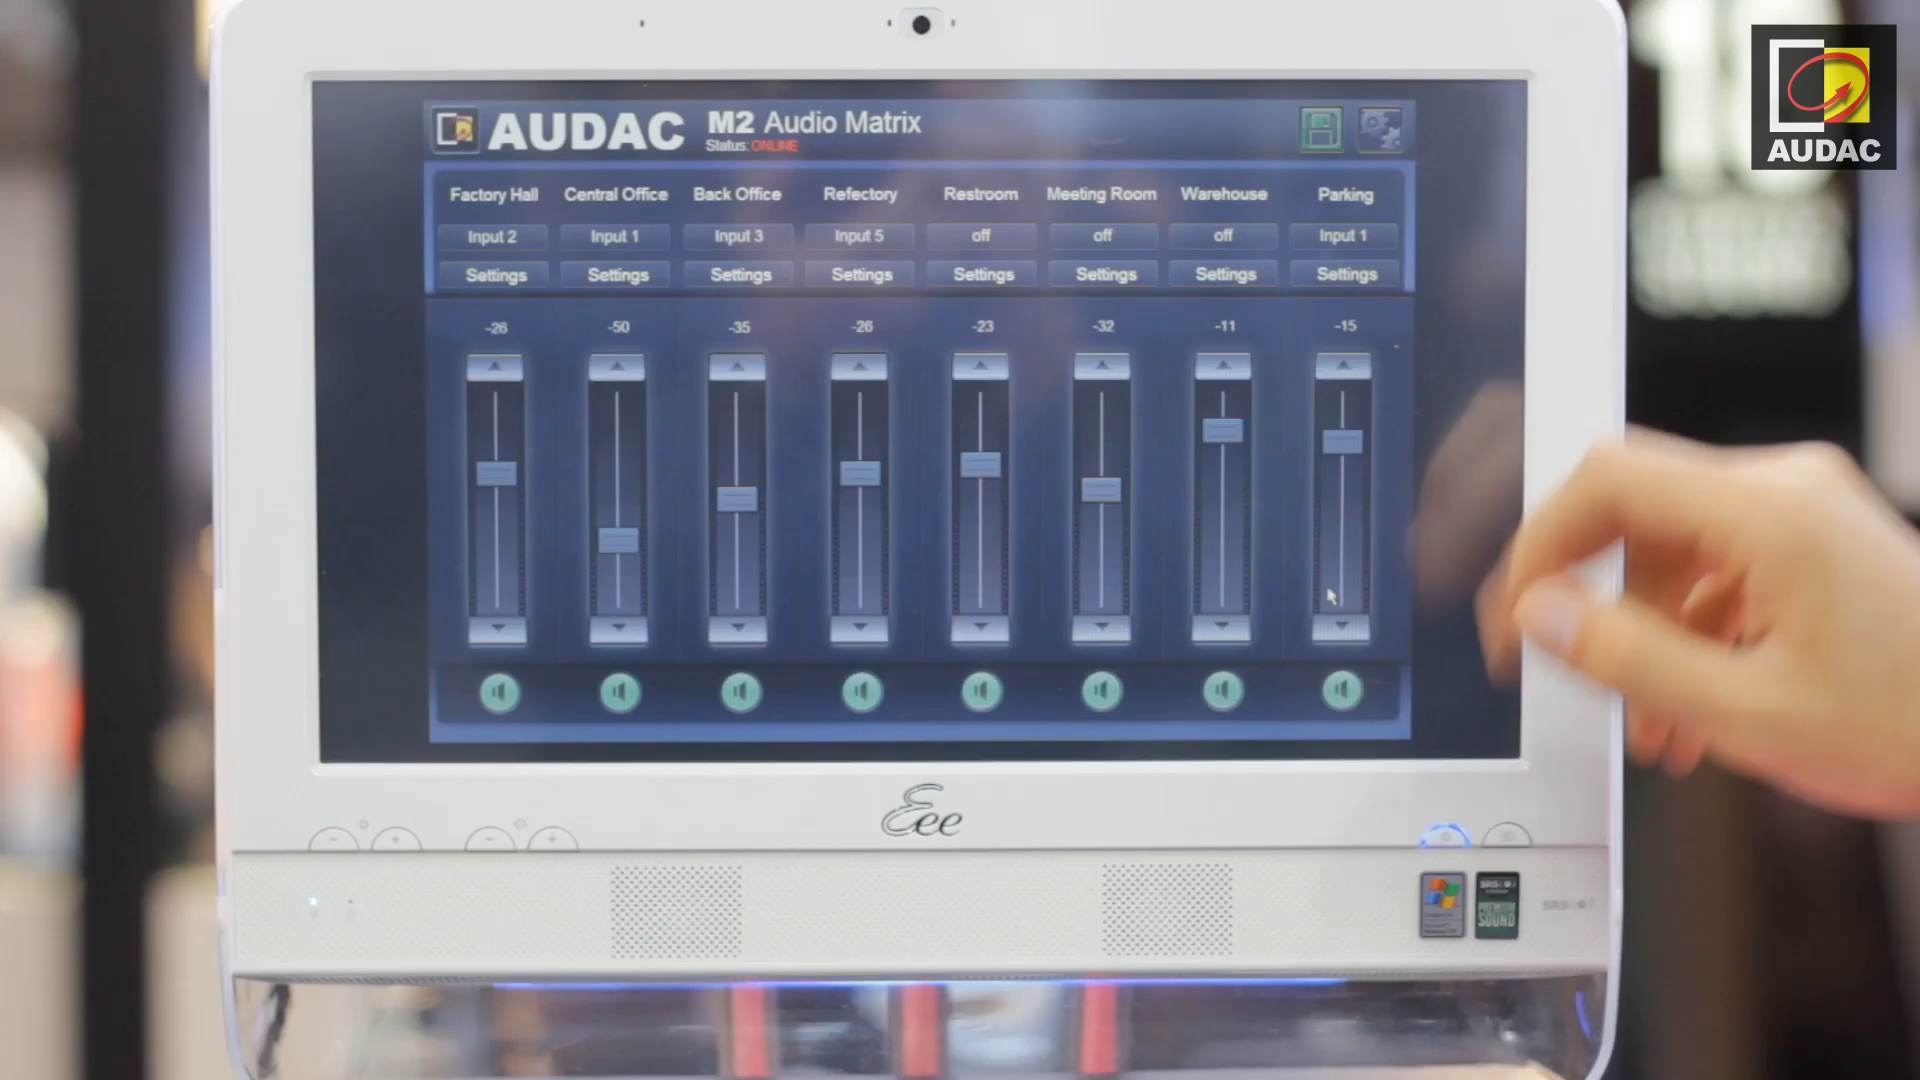 AUDAC
AUDAC M2 Audio Matrix
Status: ONLINE
Factory Hall Central Office Back Office Refectory Restroom Meeting Room Warehouse Parking
Input 2 Input 1 Input 3 Input 5 off off off Input 1
Settings Settings Settings Settings Settings Settings Settings Settings
-26 -50 -35 -26 -23 -32 -11 -15
Eee
SOUND